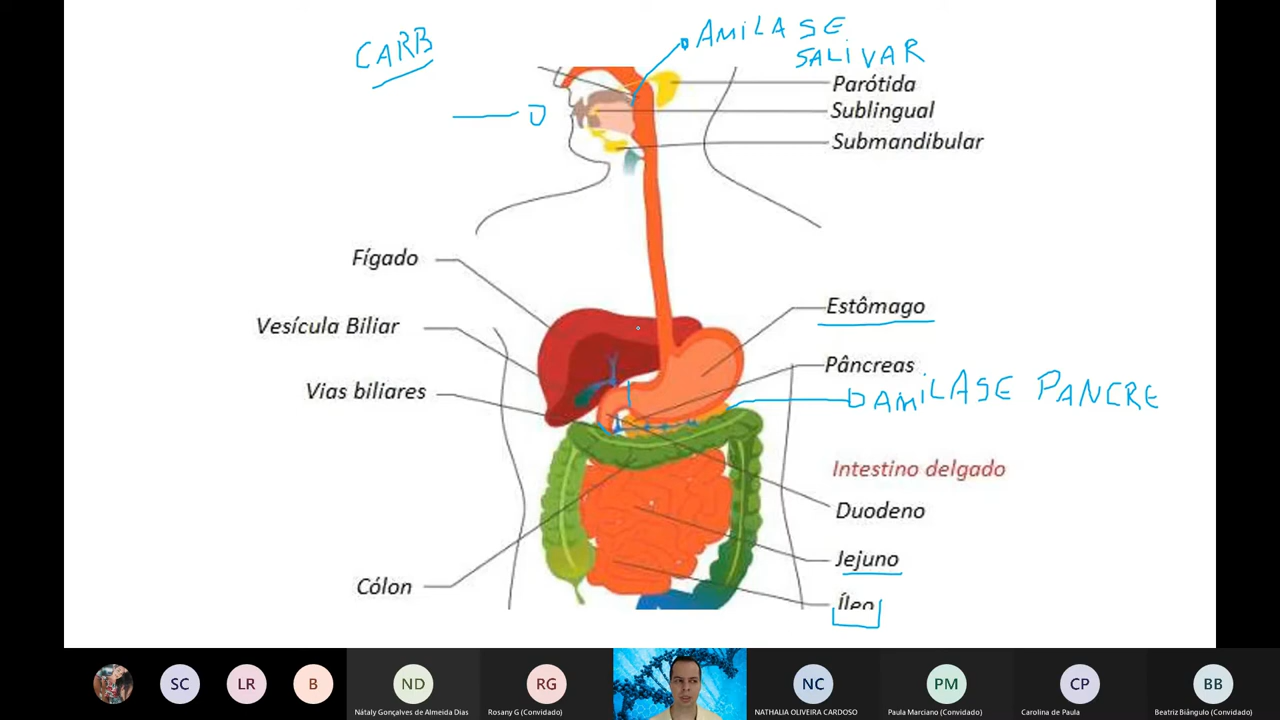 CARB
AMILASE
SALIVAR
Parótida
Sublingual
Submandibular
Fígado
Vesícula Biliar
Vias biliares
Estômago
Pâncreas
AMILASE PANCRE
Intestino delgado
Duodeno
Jejuno
Cólon
Íleo
SC LR B ND RG NC PM CP BB
Nátaly Gonçalves de Almeida Dias Rosany G (Convidado) NATHALIA OLIVEIRA CARDOSO Paula Marciano (Convidado) Carolina de Paula Beatriz Biângulo (Convidado)